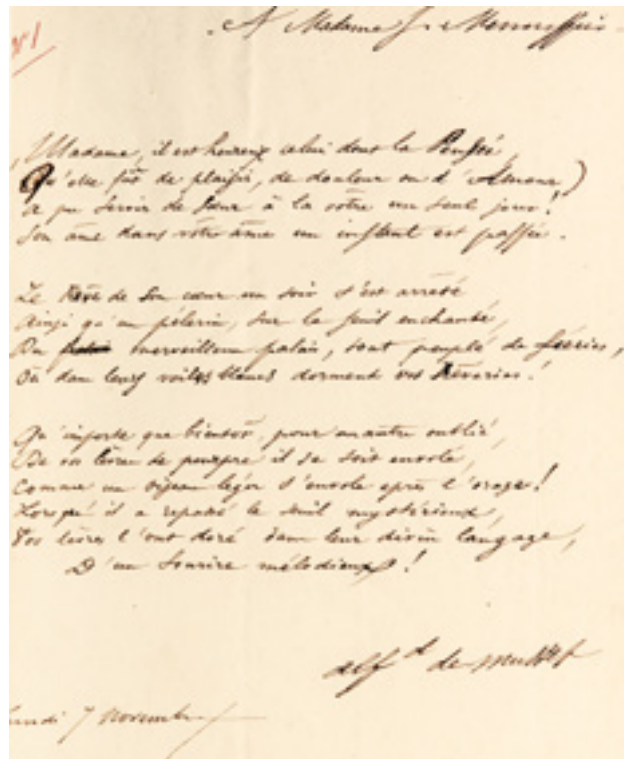 N° 1
A Madame J. Menussier
Madame, il est heureux celui dont la Pensée
(Qu'elle fût de plaisir, de douleur ou d'Amour)
A pu servir de Sœur à la vôtre un seul jour!
Son âme dans votre âme un instant est passée.
Le Rêve de son cœur un soir s'est arrêté
Ainsi qu'un pèlerin, sur le seuil enchanté,
Du merveilleux palais, tout peuplé de féeries,
Où dans leurs voiles blancs dorment vos Rêveries!
Qu'importe que bientôt, pour un autre oublié,
De vos lèvres de pourpre il se soit envolé,
Comme un oiseau léger s'envole après l'orage!
Lorsqu'il a repassé le seuil mystérieux,
Vos lèvres l'ont doré dans leur divin langage,
D'un sourire mélodieux!
Alfd de Musset
lundi 7 novembre